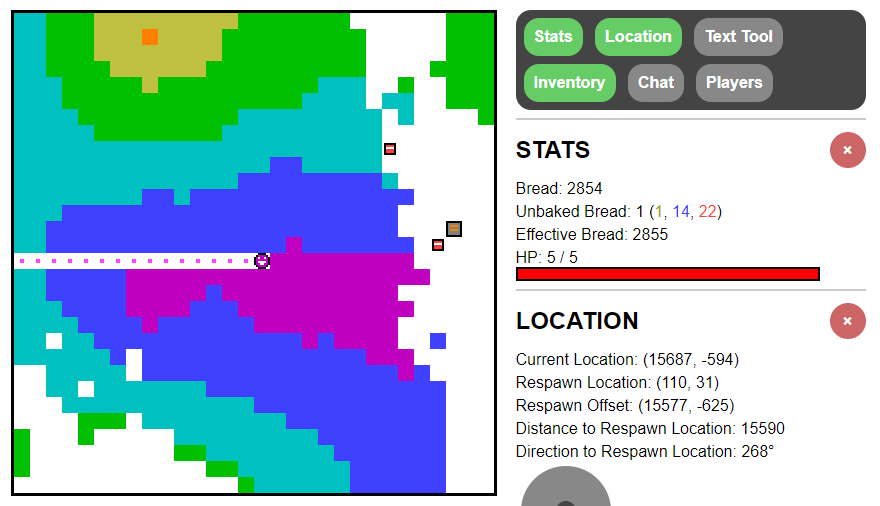 Stats Location Text Tool
Inventory Chat Players
STATS
×
Bread: 2854
Unbaked Bread: 1 (1, 14, 22)
Effective Bread: 2855
HP: 5 / 5
LOCATION
×
Current Location: (15687, -594)
Respawn Location: (110, 31)
Respawn Offset: (15577, -625)
Distance to Respawn Location: 15590
Direction to Respawn Location: 268°